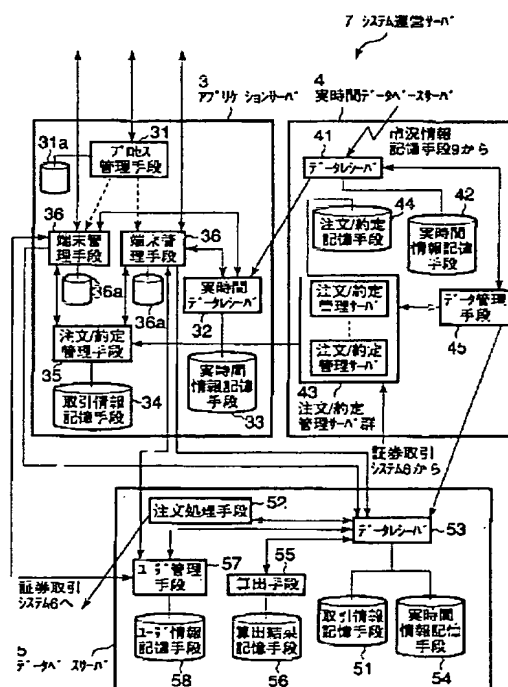 7 システム運営サーバ
3
アプリケーションサーバ
4
実時間データベースサーバ
31
プロセス
管理手段
31a
市況情報
記憶手段9から
41
データレシーバ
36
端末管理
手段
36
端末管理
手段
44
注文/約定
記憶手段
42
実時間
情報記憶
手段
36a
36a
実時間
データレシーバ
32
注文/約定
管理サーバ
注文/約定
管理サーバ
データ管理
手段
45
注文/約定
管理手段
35
取引情報
記憶手段
34
実時間
情報記憶
手段
33
43
注文/約定
管理サーバ群
証券取引
システム6から
注文処理手段
52
データレシーバ
53
証券取引
システム6へ
ユーザ管理
手段
57
55
算出手段
5
データベースサーバ
ユーザ情報
記憶手段
58
算出結果
記憶手段
56
取引情報
記憶手段
51
実時間
情報記憶
手段
54